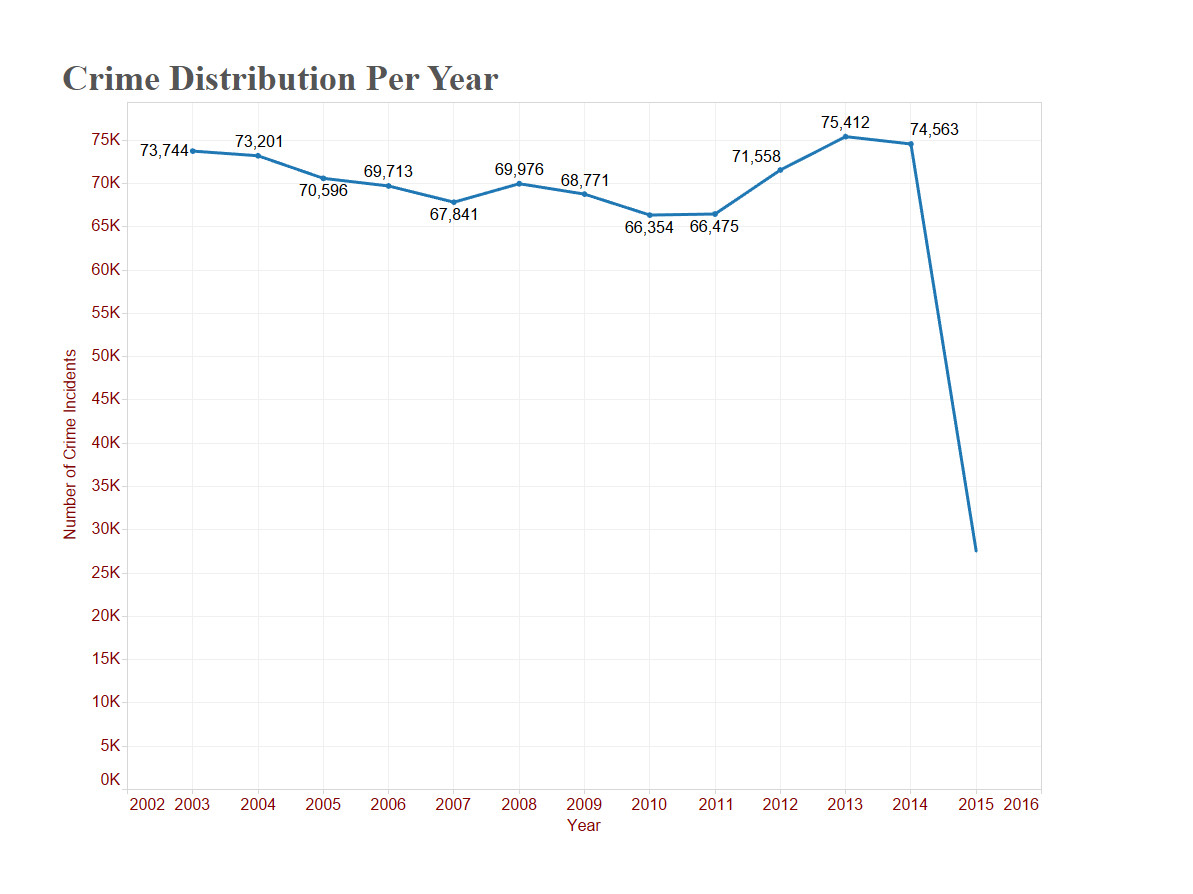 Crime Distribution Per Year
75K
70K
65K
60K
55K
50K
45K
40K
35K
30K
25K
20K
15K
10K
5K
0K
Number of Crime Incidents
73,744
73,201
70,596
69,713
67,841
69,976
68,771
66,354
66,475
71,558
75,412
74,563
2002 2003 2004 2005 2006 2007 2008 2009 2010 2011 2012 2013 2014 2015 2016
Year